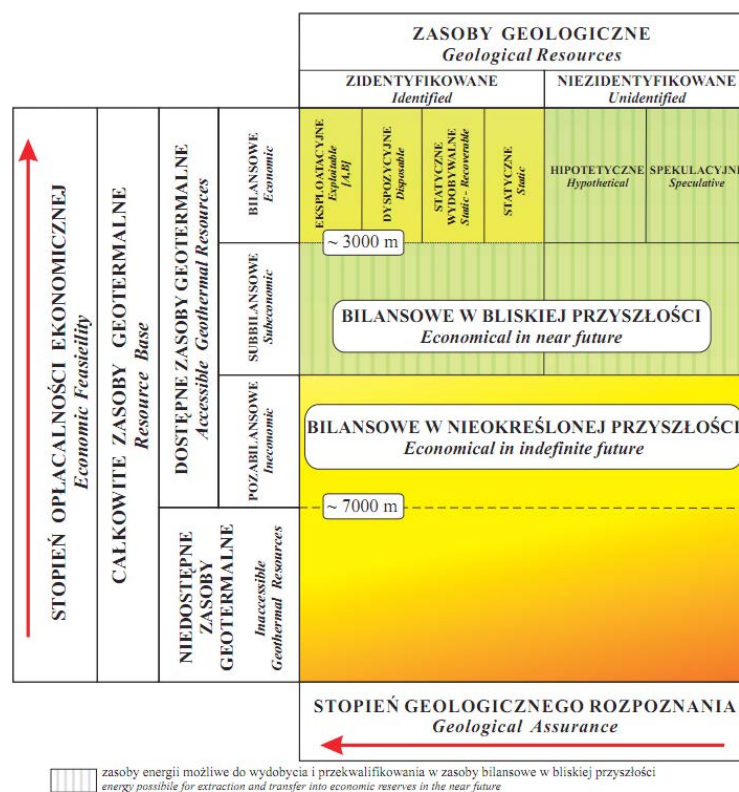 ZASOBY GEOLOGICZNE
Geological Resources
ZIDENTYFIKOWANE
Identified
NIEZIDENTYFIKOWANE
Unidentified
STOPIEŃ OPŁACALNOŚCI EKONOMICZNEJ
Economic Feasieility
CAŁKOWITE ZASOBY GEOTERMALNE
Resource Base
DOSTĘPNE ZASOBY GEOTERMALNE
Accessible Geothermal Resources
BILANSOWE
Economic
EKSPLOATACYJNE
Exploitable
[A,B]
DYSPOZYCYJNE
Disposable
STATYCZNE
WYDOBYWALNE
Static - Recoverable
STATYCZNE
Static
HIPOTETYCZNE
Hypothetical
SPEKULACYJNE
Speculative
~ 3000 m
SUBBILANSOWE
Subeconomic
BILANSOWE W BLISKIEJ PRZYSZŁOŚCI
Economical in near future
POZABILANSOWE
Ineconomic
BILANSOWE W NIEOKREŚLONEJ PRZYSZŁOŚCI
Economical in indefinite future
~ 7000 m
NIEDOSTĘPNE
ZASOBY
GEOTERMALNE
Inaccessible
Geothermal Resources
STOPIEŃ GEOLOGICZNEGO ROZPOZNANIA
Geological Assurance
zasoby energii możliwe do wydobycia i przekwalifikowania w zasoby bilansowe w bliskiej przyszłości
energy possibile for extraction and transfer into economic reserves in the near future